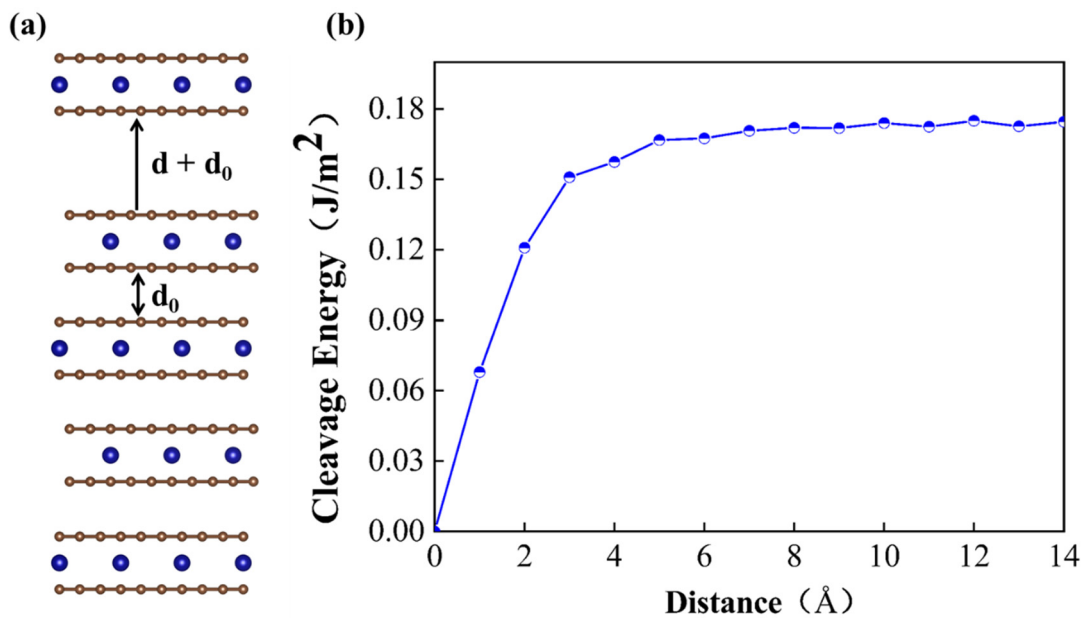 (a)
d + d₀
d₀
(b)
Cleavage Energy（J/m²）
0.18
0.15
0.12
0.09
0.06
0.03
0.00
0 2 4 6 8 10 12 14
Distance（Å）